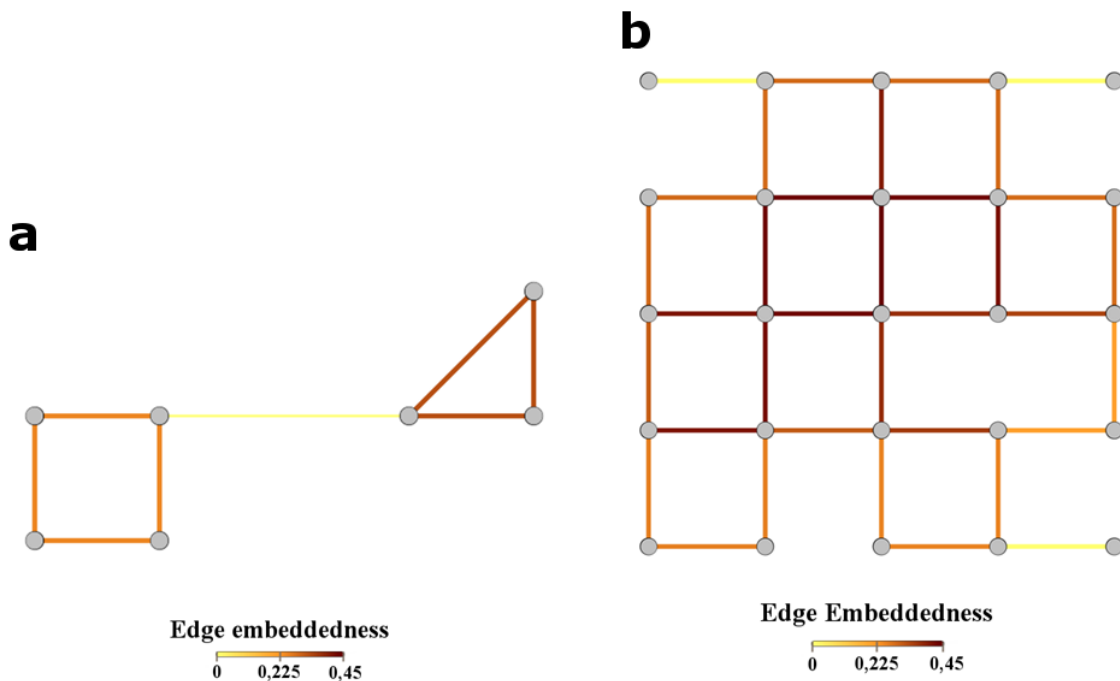 a
Edge embeddedness
0 0,225 0,45
b
Edge Embeddedness
0 0,225 0,45